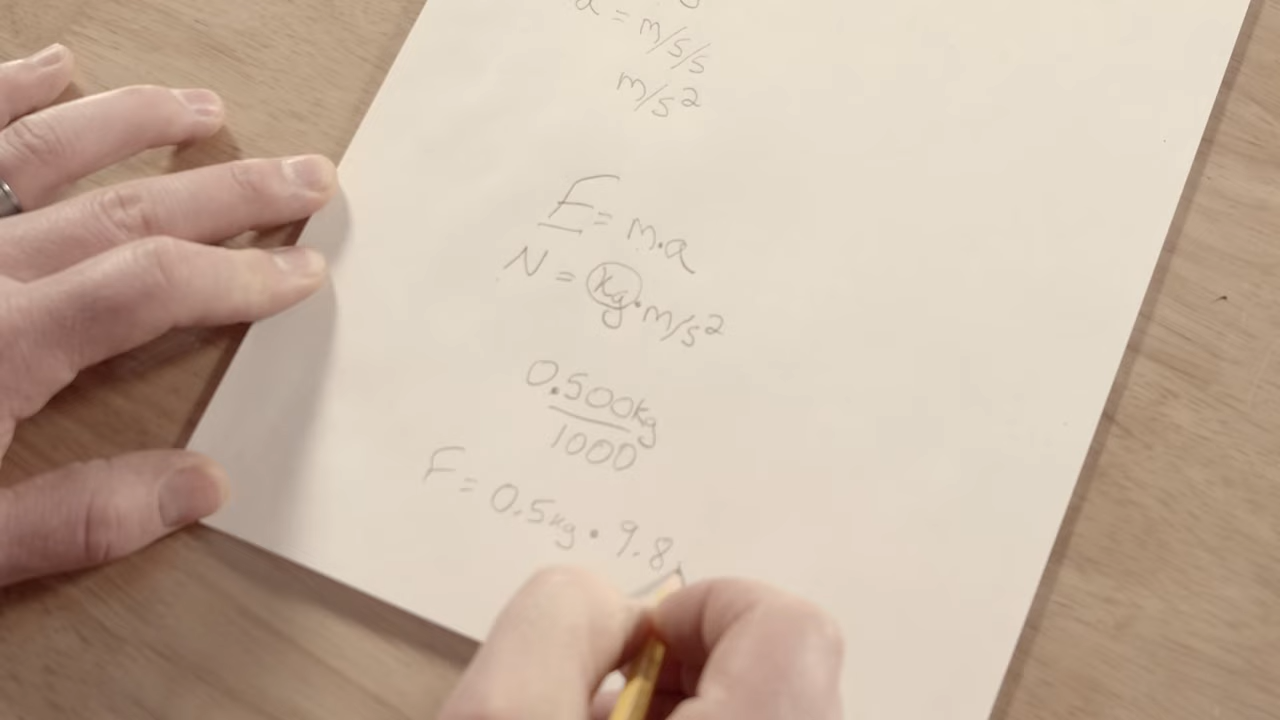 a = m/s/s
m/s²
F = m.a
N = kg.m/s²
0.500kg
1000
F = 0.5kg . 9.8